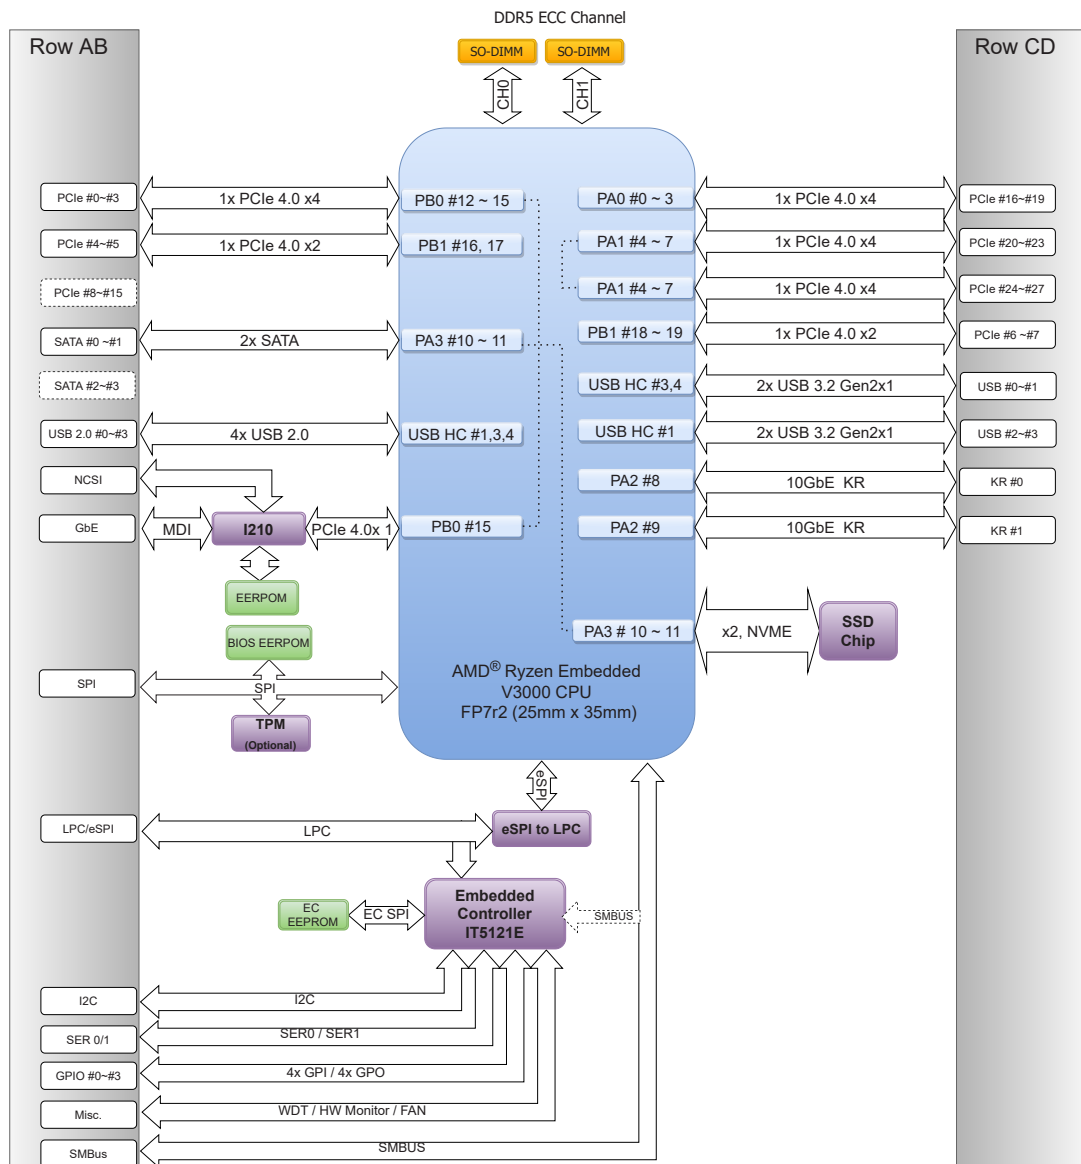 DDR5 ECC Channel
Row AB
Row CD
SO-DIMM
SO-DIMM
CH0
CH1
PCIe #0~#3
1x PCIe 4.0 x4
PB0 #12 ~ 15
PA0 #0 ~ 3
1x PCIe 4.0 x4
PCIe #16~#19
PCIe #4~#5
1x PCIe 4.0 x2
PB1 #16, 17
PA1 #4 ~ 7
1x PCIe 4.0 x4
PCIe #20~#23
PCIe #8~#15
PA1 #4 ~ 7
1x PCIe 4.0 x4
PCIe #24~#27
SATA #0 ~#1
2x SATA
PA3 #10 ~ 11
PB1 #18 ~ 19
1x PCIe 4.0 x2
PCIe #6 ~#7
SATA #2~#3
USB HC #3,4
2x USB 3.2 Gen2x1
USB #0~#1
USB 2.0 #0~#3
4x USB 2.0
USB HC #1,3,4
USB HC #1
2x USB 3.2 Gen2x1
USB #2~#3
NCSI
PA2 #8
10GbE  KR
KR #0
GbE
MDI
I210
PCIe 4.0x 1
PB0 #15
PA2 #9
10GbE  KR
KR #1
EERPOM
BIOS EERPOM
PA3 # 10 ~ 11
x2, NVME
SSD
Chip
SPI
SPI
AMD® Ryzen Embedded
V3000 CPU
FP7r2 (25mm x 35mm)
TPM
(Optional)
eSPI
LPC/eSPI
LPC
eSPI to LPC
EC
EEPROM
EC SPI
Embedded
Controller
IT5121E
SMBUS
I2C
I2C
SER 0/1
SER0 / SER1
GPIO #0~#3
4x GPI / 4x GPO
Misc.
WDT / HW Monitor / FAN
SMBus
SMBUS